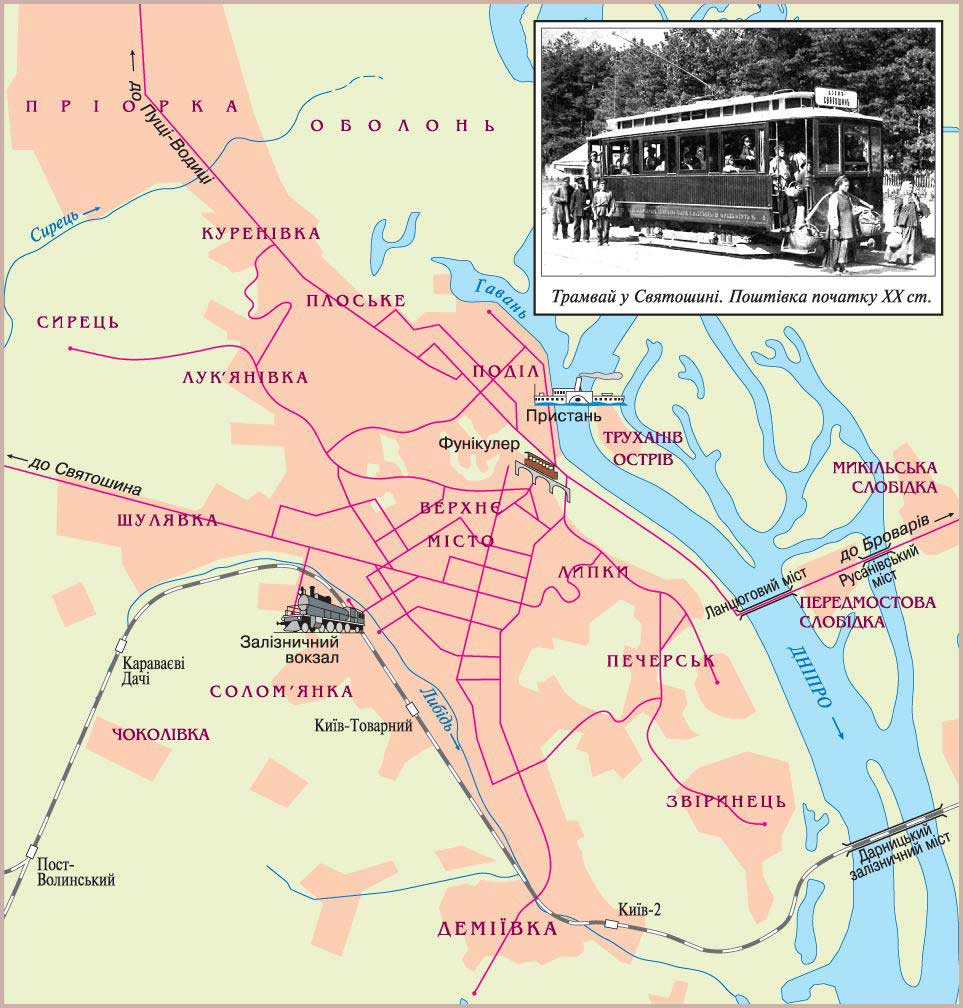 до Пущі-Водиці
ПРІОРКА
ОБОЛОНЬ
СВЯТОШИНЪ
Трамвай у Святошині. Поштівка початку ХХ ст.
Сирець
КУРЕНІВКА
Гавань
ПЛОСЬКЕ
СИРЕЦЬ
ЛУК'ЯНІВКА
ПОДІЛ
Пристань
Фунікулер
ТРУХАНІВ
ОСТРІВ
до Святошина
МИКІЛЬСЬКА
СЛОБІДКА
ШУЛЯВКА
ВЕРХНЄ
МІСТО
до Броварів
Русанівський
міст
ЛИПКИ
Ланцюговий міст
ПЕРЕДМОСТОВА
СЛОБІДКА
Залізничний
вокзал
Караваєві
Дачі
ПЕЧЕРСЬК
ДНІПРО
СОЛОМ'ЯНКА
Либідь
Київ-Товарний
ЧОКОЛІВКА
ЗВІРИНЕЦЬ
Дарницький
залізничний міст
Пост-
Волинський
Київ-2
ДЕМІЇВКА